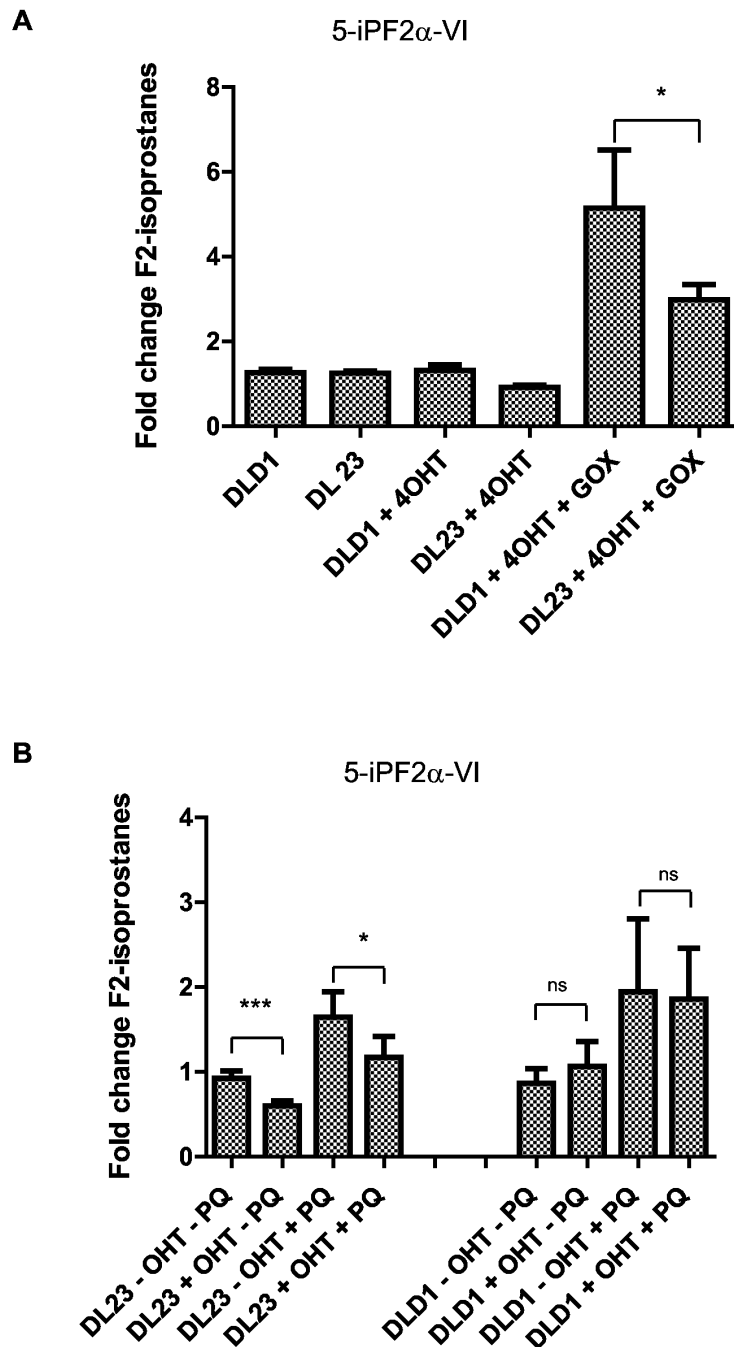 A
5-iPF2α-VI
Fold change F2-isoprostanes
8
6
4
2
0
*
DLD1
DL 23
DLD1 + 4OHT
DL23 + 4OHT
DLD1 + 4OHT + GOX
DL23 + 4OHT + GOX
B
5-iPF2α-VI
Fold change F2-isoprostanes
4
3
2
1
0
***
*
ns
ns
DL23 - OHT - PQ
DL23 + OHT - PQ
DL23 - OHT + PQ
DL23 + OHT + PQ
DLD1 - OHT - PQ
DLD1 + OHT - PQ
DLD1 - OHT + PQ
DLD1 + OHT + PQ